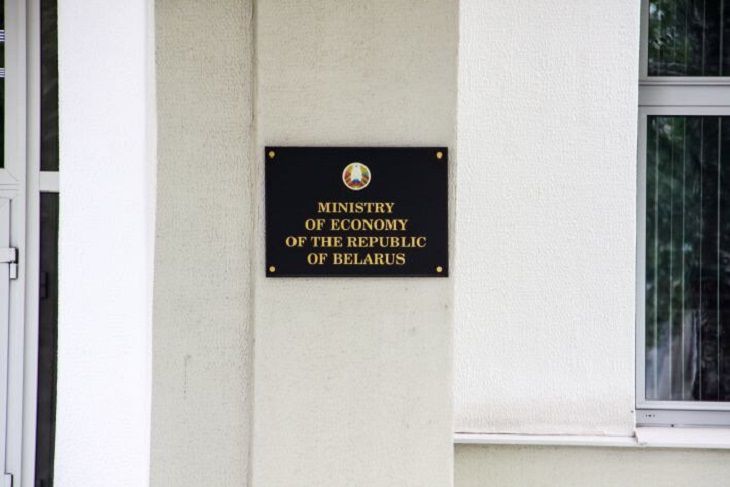 MINISTRY
OF ECONOMY
OF THE REPUBLIC
OF BELARUS